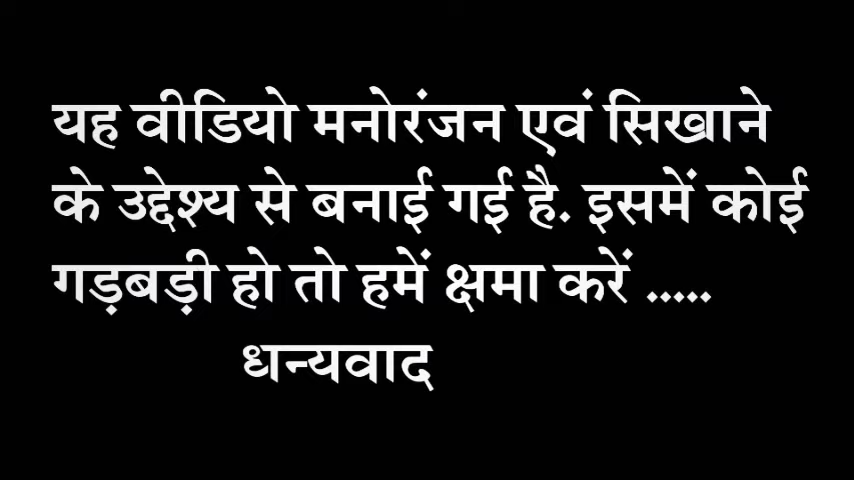 यह वीडियो मनोरंजन एवं सिखाने
के उद्देश्य से बनाई गई है. इसमें कोई
गड़बड़ी हो तो हमें क्षमा करें .....
धन्यवाद